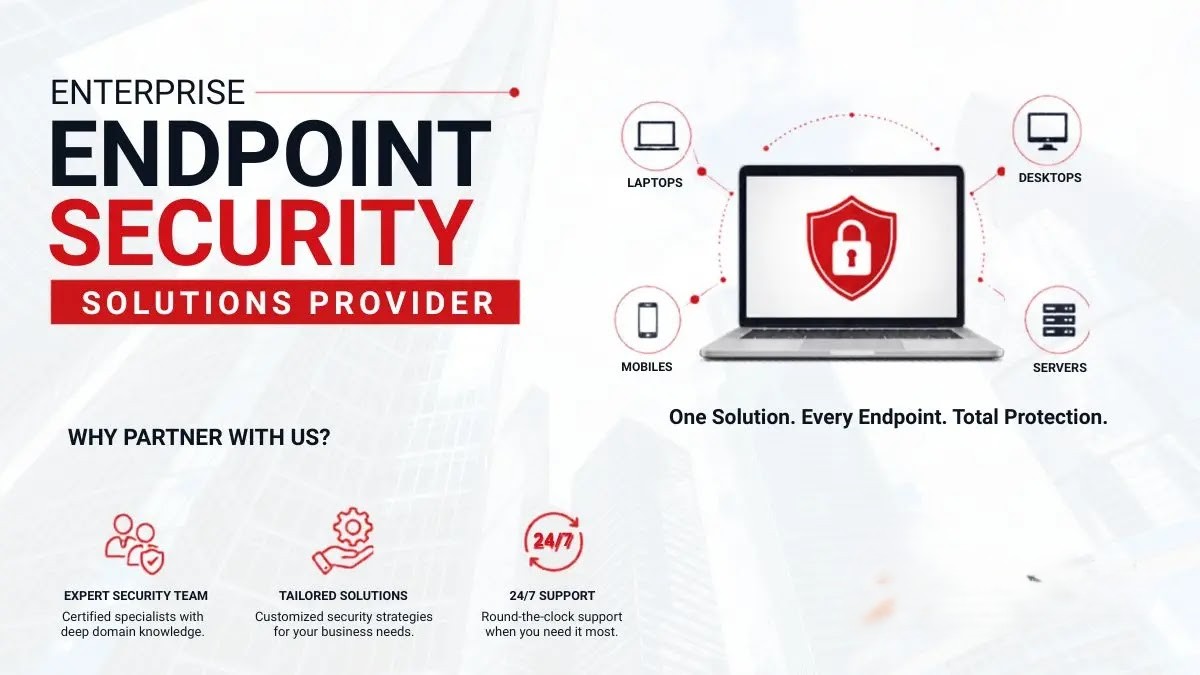 ENTERPRISE
ENDPOINT
SECURITY
SOLUTIONS PROVIDER
LAPTOPS
DESKTOPS
MOBILES
SERVERS
One Solution. Every Endpoint. Total Protection.
WHY PARTNER WITH US?
24/7
EXPERT SECURITY TEAM
Certified specialists with
deep domain knowledge.
TAILORED SOLUTIONS
Customized security strategies
for your business needs.
24/7 SUPPORT
Round-the-clock support
when you need it most.